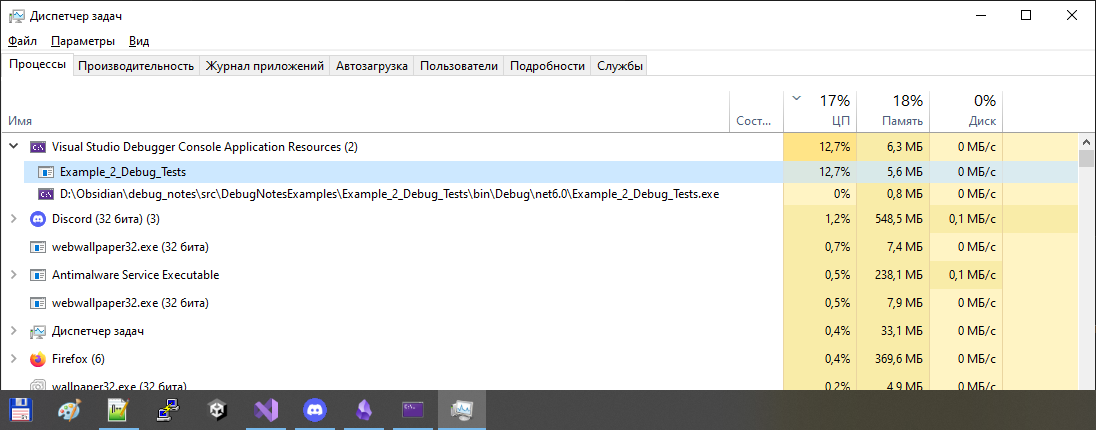 Диспетчер задач
Файл Параметры Вид
Процессы Производительность Журнал приложений Автозагрузка Пользователи Подробности Службы
17% 18% 0%
Имя Сост... ЦП Память Диск
Visual Studio Debugger Console Application Resources (2) 12,7% 6,3 МБ 0 МБ/с
Example_2_Debug_Tests 12,7% 5,6 МБ 0 МБ/с
D:\Obsidian\debug_notes\src\DebugNotesExamples\Example_2_Debug_Tests\bin\Debug\net6.0\Example_2_Debug_Tests.exe 0% 0,8 МБ 0 МБ/с
Discord (32 бита) (3) 1,2% 548,5 МБ 0,1 МБ/с
webwallpaper32.exe (32 бита) 0,7% 7,4 МБ 0 МБ/с
Antimalware Service Executable 0,5% 238,1 МБ 0,1 МБ/с
webwallpaper32.exe (32 бита) 0,5% 7,9 МБ 0 МБ/с
Диспетчер задач 0,4% 33,1 МБ 0 МБ/с
Firefox (6) 0,4% 369,6 МБ 0 МБ/с
wallpaper32.exe (32 бита) 0,2% 4,9 МБ 0 МБ/с